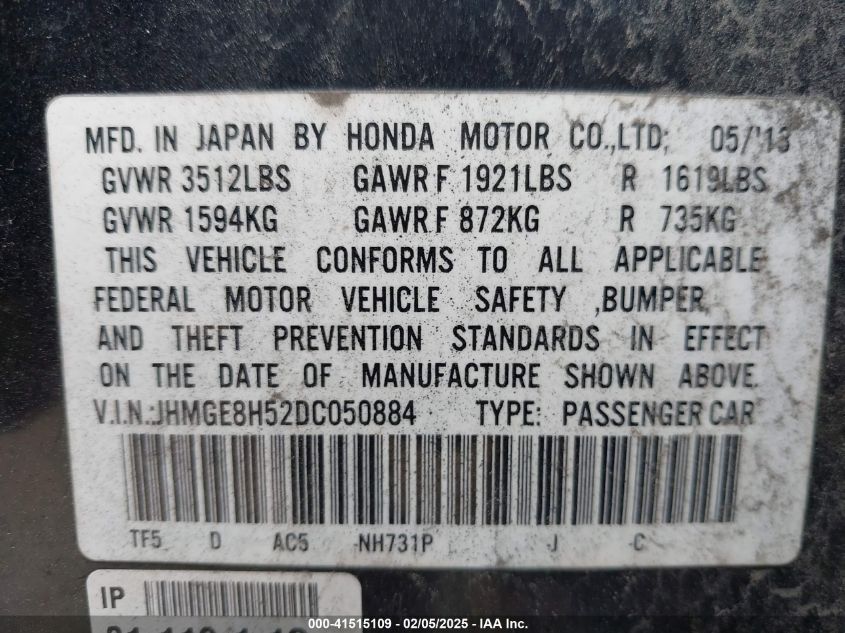 MFD. IN JAPAN BY HONDA MOTOR CO.,LTD; 05/'13
GVWR 3512LBS GAWR F 1921LBS R 1619LBS
GVWR 1594KG GAWR F 872KG R 735KG
THIS VEHICLE CONFORMS TO ALL APPLICABLE
FEDERAL MOTOR VEHICLE SAFETY ,BUMPER,
AND THEFT PREVENTION STANDARDS IN EFFECT
ON THE DATE OF MANUFACTURE SHOWN ABOVE.
V.I.N.:JHMGE8H52DC050884 TYPE: PASSENGER CAR
TF5 D AC5 NH731P J C
IP
000-41515109 - 02/05/2025 - IAA Inc.